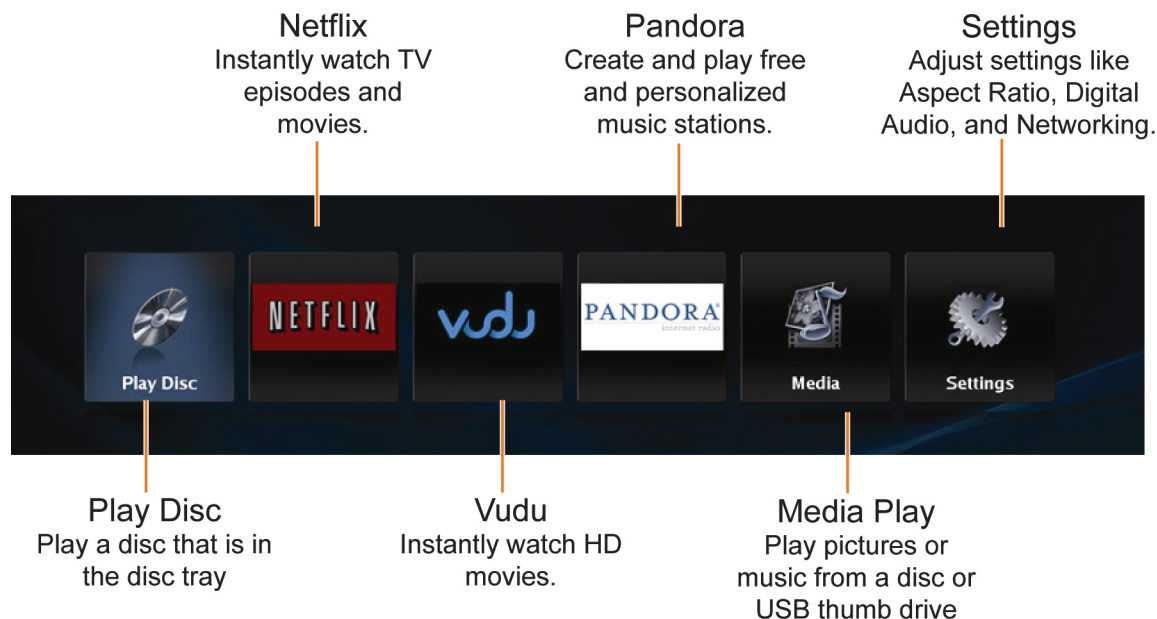 Netflix
Instantly watch TV
episodes and
movies.
Pandora
Create and play free
and personalized
music stations.
Settings
Adjust settings like
Aspect Ratio, Digital
Audio, and Networking.
Play Disc
NETFLIX
vudu
PANDORA®
internet radio
Media
Settings
Play Disc
Play a disc that is in
the disc tray
Vudu
Instantly watch HD
movies.
Media Play
Play pictures or
music from a disc or
USB thumb drive